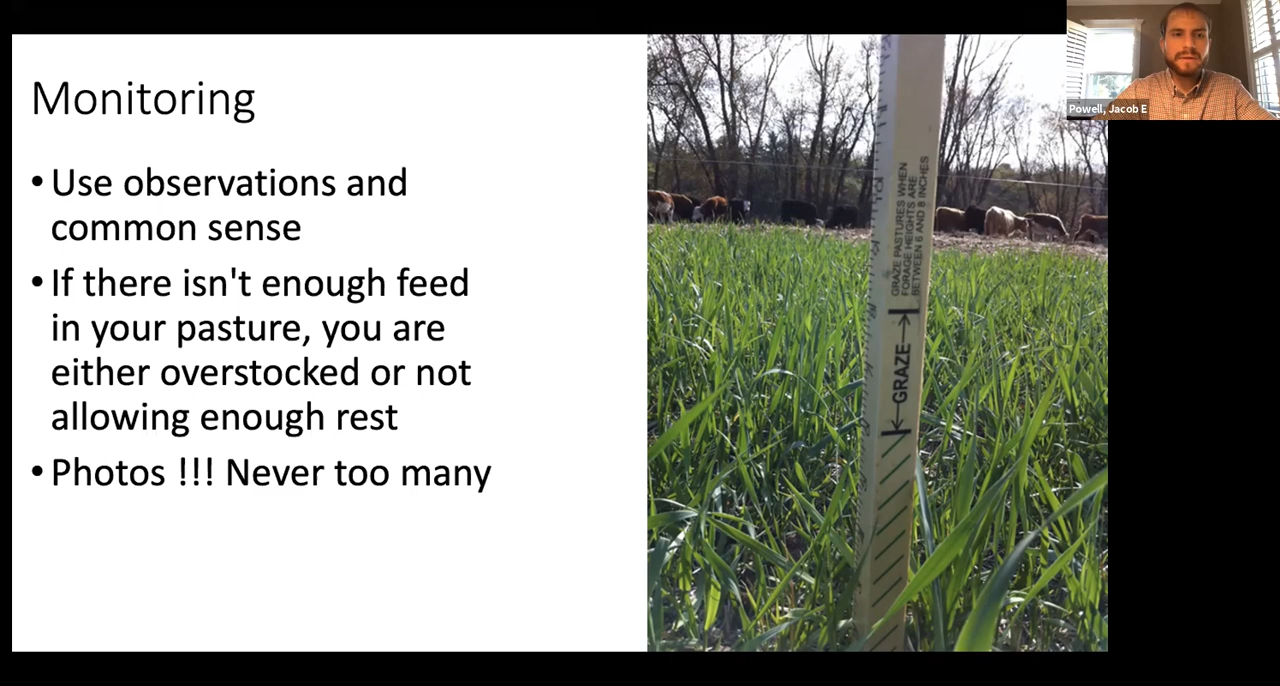 Monitoring
• Use observations and
common sense
• If there isn't enough feed
in your pasture, you are
either overstocked or not
allowing enough rest
• Photos !!! Never too many
GRAZE PASTURES WHEN
FORAGE HEIGHTS ARE
BETWEEN 6 AND 8 INCHES
GRAZE
Powell, Jacob E